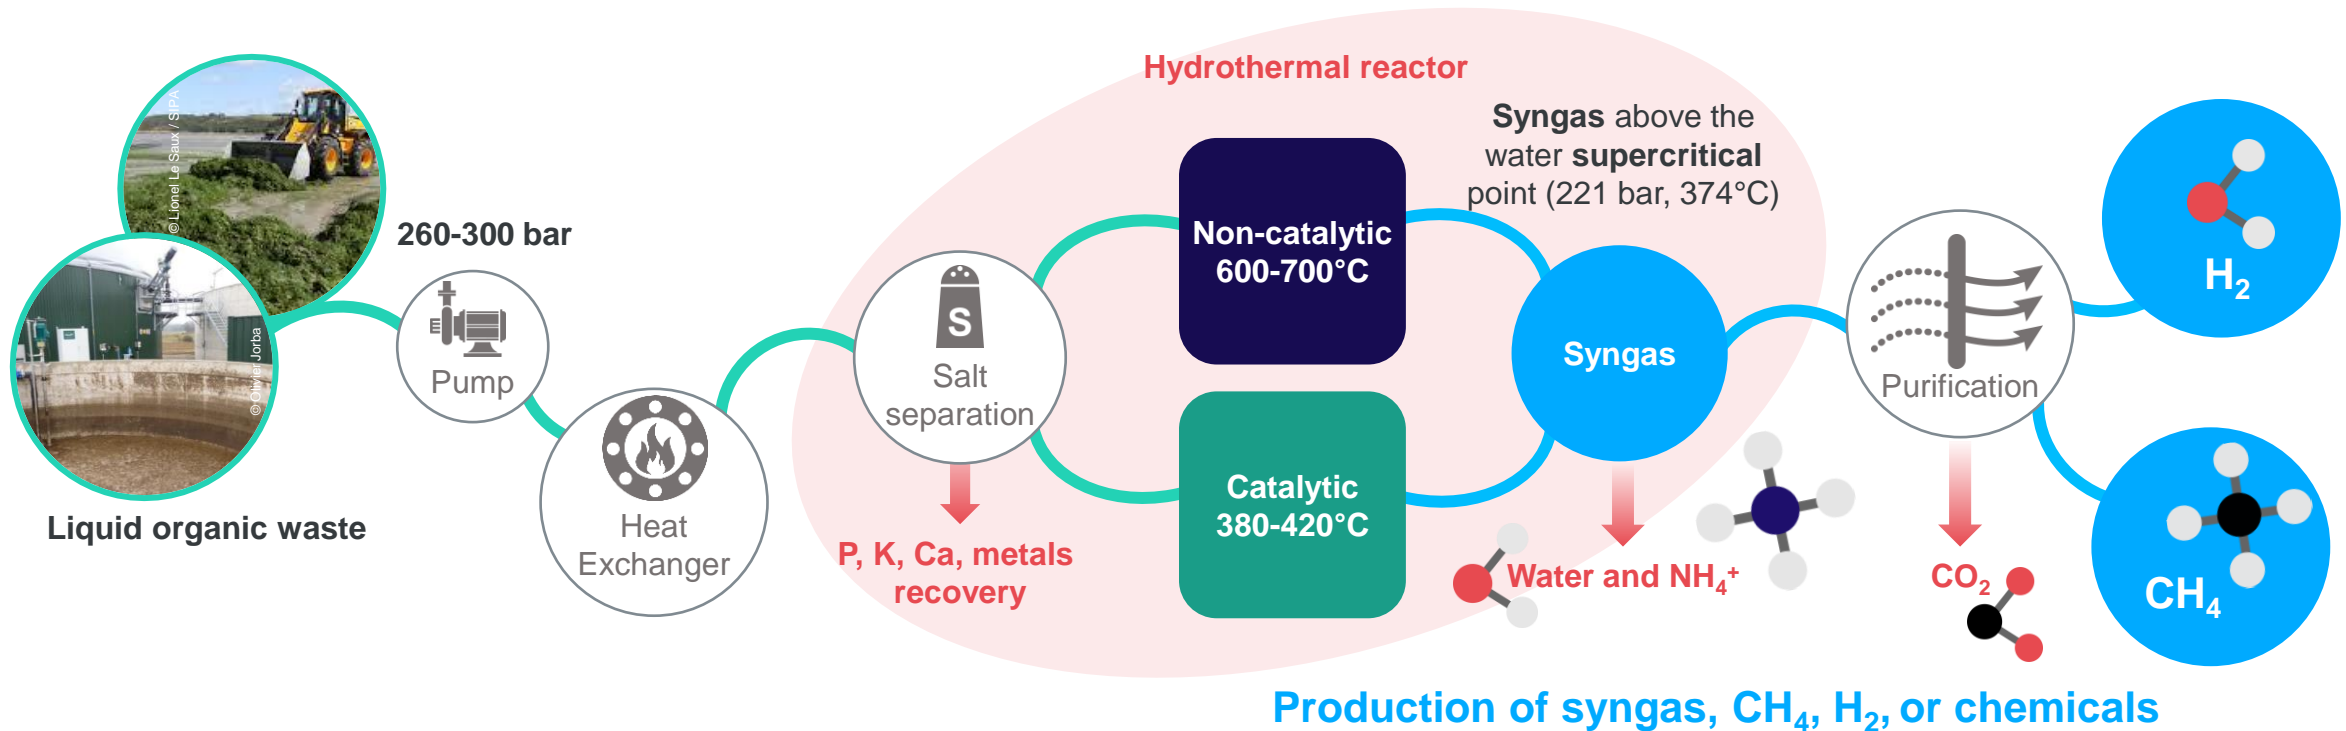 © Lionel Le Saux / SIPA
© Olivier Jorba
Liquid organic waste
260-300 bar
Pump
Heat
Exchanger
Hydrothermal reactor
S
Salt
separation
P, K, Ca, metals
recovery
Non-catalytic
600-700°C
Catalytic
380-420°C
Syngas above the
water supercritical
point (221 bar, 374°C)
Syngas
Water and NH₄⁺
Purification
CO₂
H₂
CH₄
Production of syngas, CH₄, H₂, or chemicals